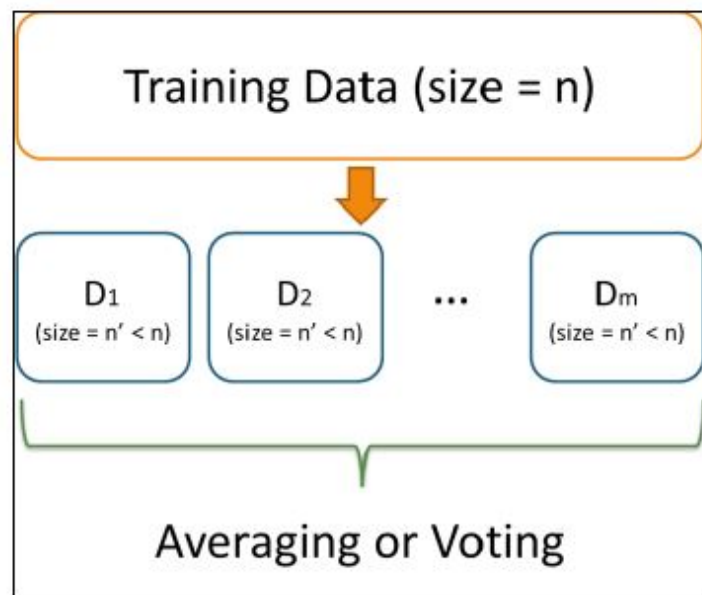 Training Data (size = n)
D1 D2 ... Dm
(size = n' < n) (size = n' < n) (size = n' < n)
Averaging or Voting